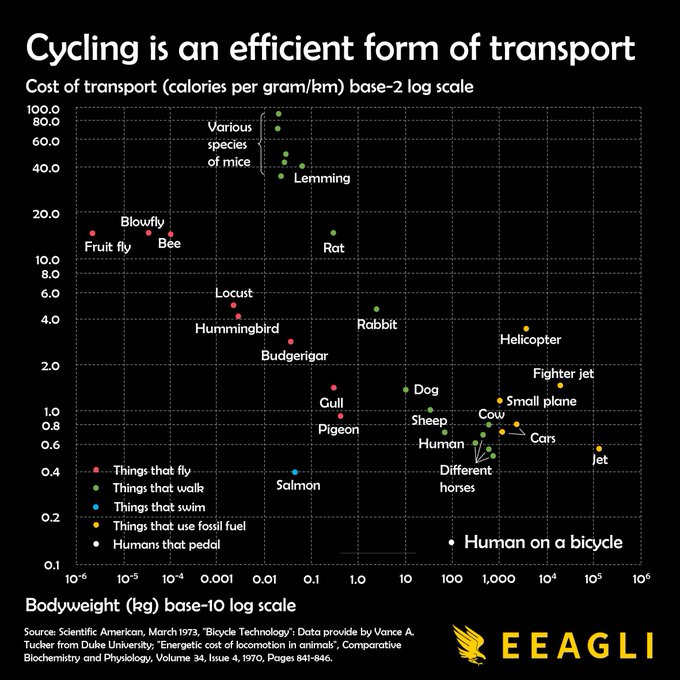 Cycling is an efficient form of transport
Cost of transport (calories per gram/km) base-2 log scale
100.0
80.0
60.0
40.0
20.0
10.0
8.0
6.0
4.0
2.0
1.0
0.8
0.6
0.4
0.2
0.1
Various
species
of mice
Lemming
Blowfly
Fruit fly
Bee
Rat
Locust
Hummingbird
Rabbit
Budgerigar
Helicopter
Fighter jet
Gull
Dog
Small plane
Pigeon
Sheep
Cow
Human
Cars
Different
horses
Jet
Salmon
Things that fly
Things that walk
Things that swim
Things that use fossil fuel
Humans that pedal
Human on a bicycle
10⁻⁶ 10⁻⁵ 10⁻⁴ 0.001 0.01 0.1 1.0 10 100 1,000 10⁴ 10⁵ 10⁶
Bodyweight (kg) base-10 log scale
Source: Scientific American, March 1973, "Bicycle Technology": Data provide by Vance A.
Tucker from Duke University; "Energetic cost of locomotion in animals", Comparative
Biochemistry and Physiology, Volume 34, Issue 4, 1970, Pages 841-846.
EEAGLI